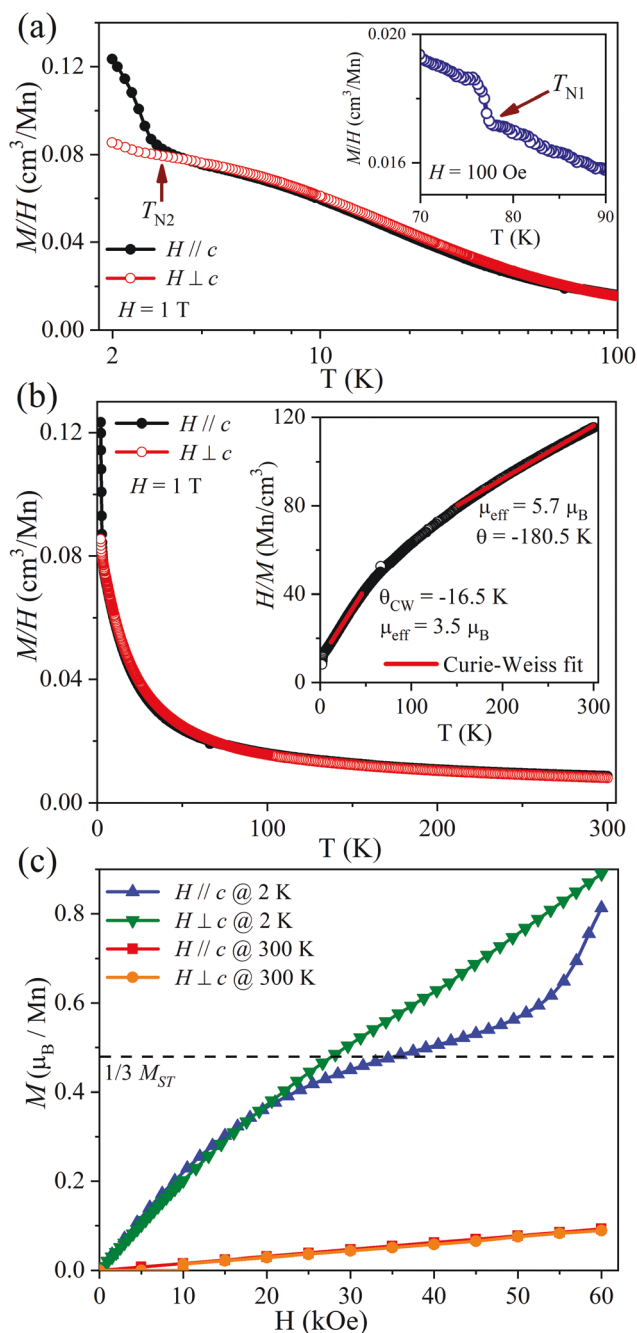 (a)
0.12
0.08
0.04
0.00
M/H (cm³/Mn)
T_N2
H // c
H ⊥ c
H = 1 T
2
10
100
T (K)
0.020
0.016
M/H (cm³/Mn)
T_N1
H = 100 Oe
70
80
90
T (K)
(b)
0.12
0.08
0.04
0.00
M/H (cm³/Mn)
H // c
H ⊥ c
H = 1 T
0
100
200
300
T (K)
120
80
40
0
H/M (Mn/cm³)
μ_eff = 5.7 μ_B
θ = -180.5 K
θ_CW = -16.5 K
μ_eff = 3.5 μ_B
Curie-Weiss fit
0
100
200
300
T (K)
(c)
0.8
0.6
0.4
0.2
0.0
M (μ_B / Mn)
H // c @ 2 K
H ⊥ c @ 2 K
H // c @ 300 K
H ⊥ c @ 300 K
1/3 M_ST
0
10
20
30
40
50
60
H (kOe)